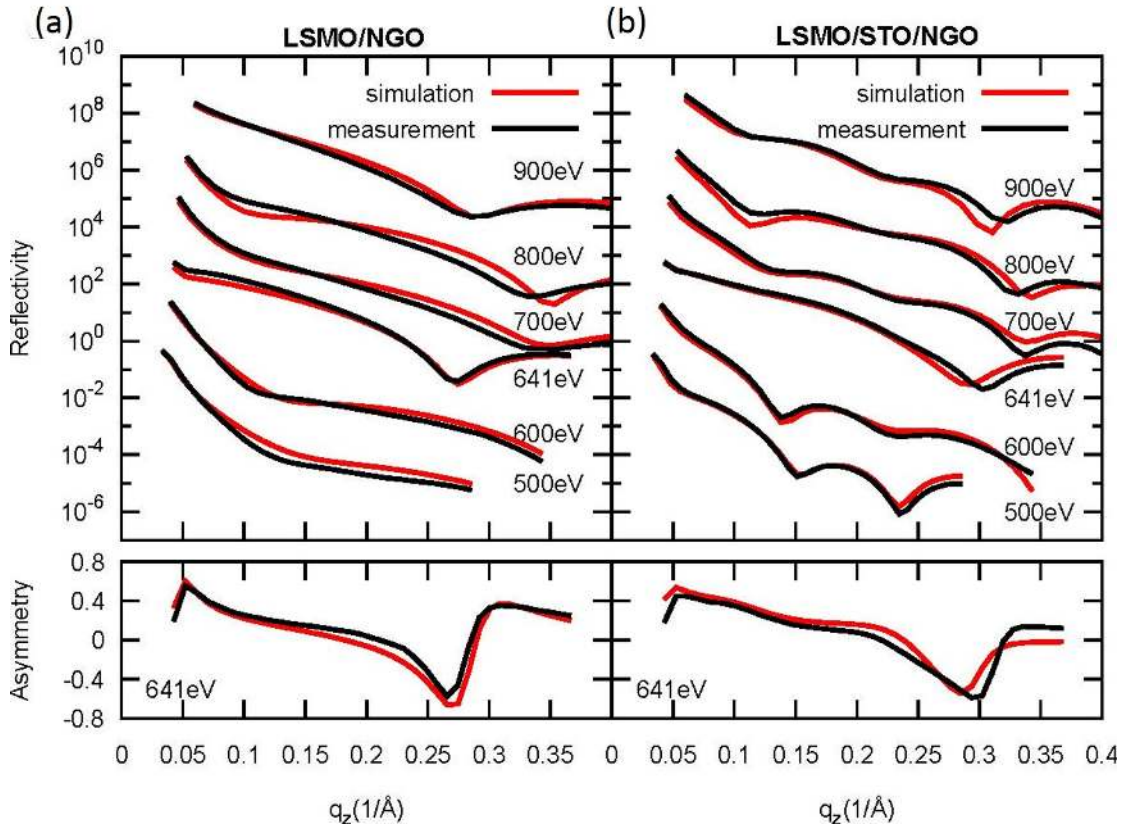 (a) LSMO/NGO
(b) LSMO/STO/NGO
Reflectivity
10^10
10^8
10^6
10^4
10^2
10^0
10^-2
10^-4
10^-6
simulation
measurement
900eV
800eV
700eV
641eV
600eV
500eV
simulation
measurement
900eV
800eV
700eV
641eV
600eV
500eV
Asymmetry
0.8
0.4
0
-0.4
-0.8
641eV
641eV
0 0.05 0.1 0.15 0.2 0.25 0.3 0.35 0 0.05 0.1 0.15 0.2 0.25 0.3 0.35 0.4
q_z(1/Å) q_z(1/Å)